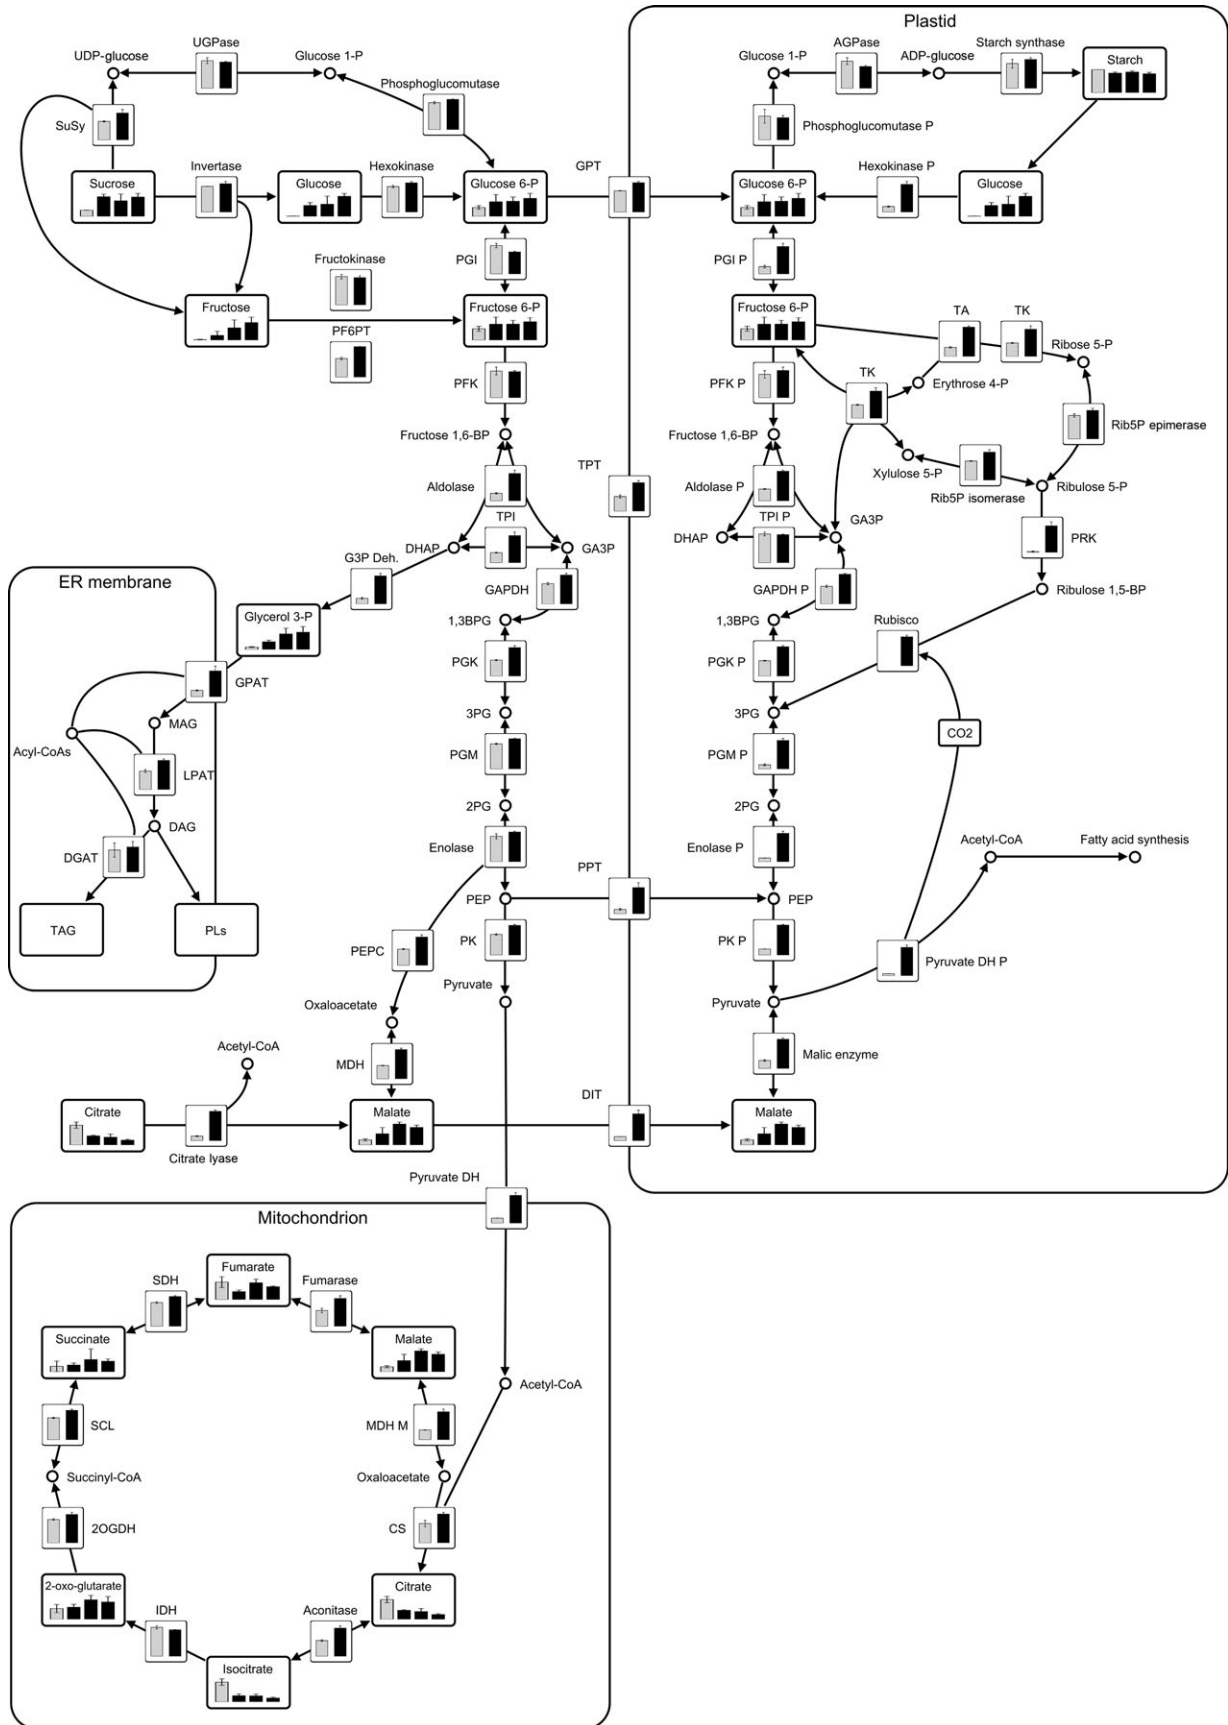 Plastid
UGPase
UDP-glucose
Glucose 1-P
Phosphoglucomutase
SuSy
Invertase
Hexokinase
GPT
Sucrose
Glucose
Glucose 6-P
PGI
Fructokinase
Fructose
Fructose 6-P
PF6PT
PFK
Fructose 1,6-BP
TPT
Aldolase
TPI
G3P Deh.
DHAP
GA3P
GAPDH
Glucose 1-P
AGPase
ADP-glucose
Starch synthase
Starch
Phosphoglucomutase P
Hexokinase P
Glucose 6-P
Glucose
PGI P
Fructose 6-P
TA
TK
Ribose 5-P
TK
Erythrose 4-P
PFK P
Rib5P epimerase
Fructose 1,6-BP
Xylulose 5-P
Rib5P isomerase
Ribulose 5-P
Aldolase P
TPI P
GA3P
DHAP
PRK
GAPDH P
Ribulose 1,5-BP
1,3BPG
Rubisco
PGK P
3PG
CO2
PGM P
2PG
Enolase P
Acetyl-CoA
Fatty acid synthesis
PEP
PK P
Pyruvate DH P
Pyruvate
Malic enzyme
Malate
ER membrane
Glycerol 3-P
GPAT
MAG
Acyl-CoAs
LPAT
DAG
DGAT
TAG
PLs
1,3BPG
PGK
3PG
PGM
2PG
Enolase
PPT
PEP
PEPC
PK
Pyruvate
Oxaloacetate
Acetyl-CoA
MDH
DIT
Citrate
Malate
Citrate lyase
Pyruvate DH
Mitochondrion
Fumarate
SDH
Fumarase
Succinate
Malate
Acetyl-CoA
SCL
MDH M
Succinyl-CoA
Oxaloacetate
2OGDH
CS
2-oxo-glutarate
Citrate
IDH
Aconitase
Isocitrate